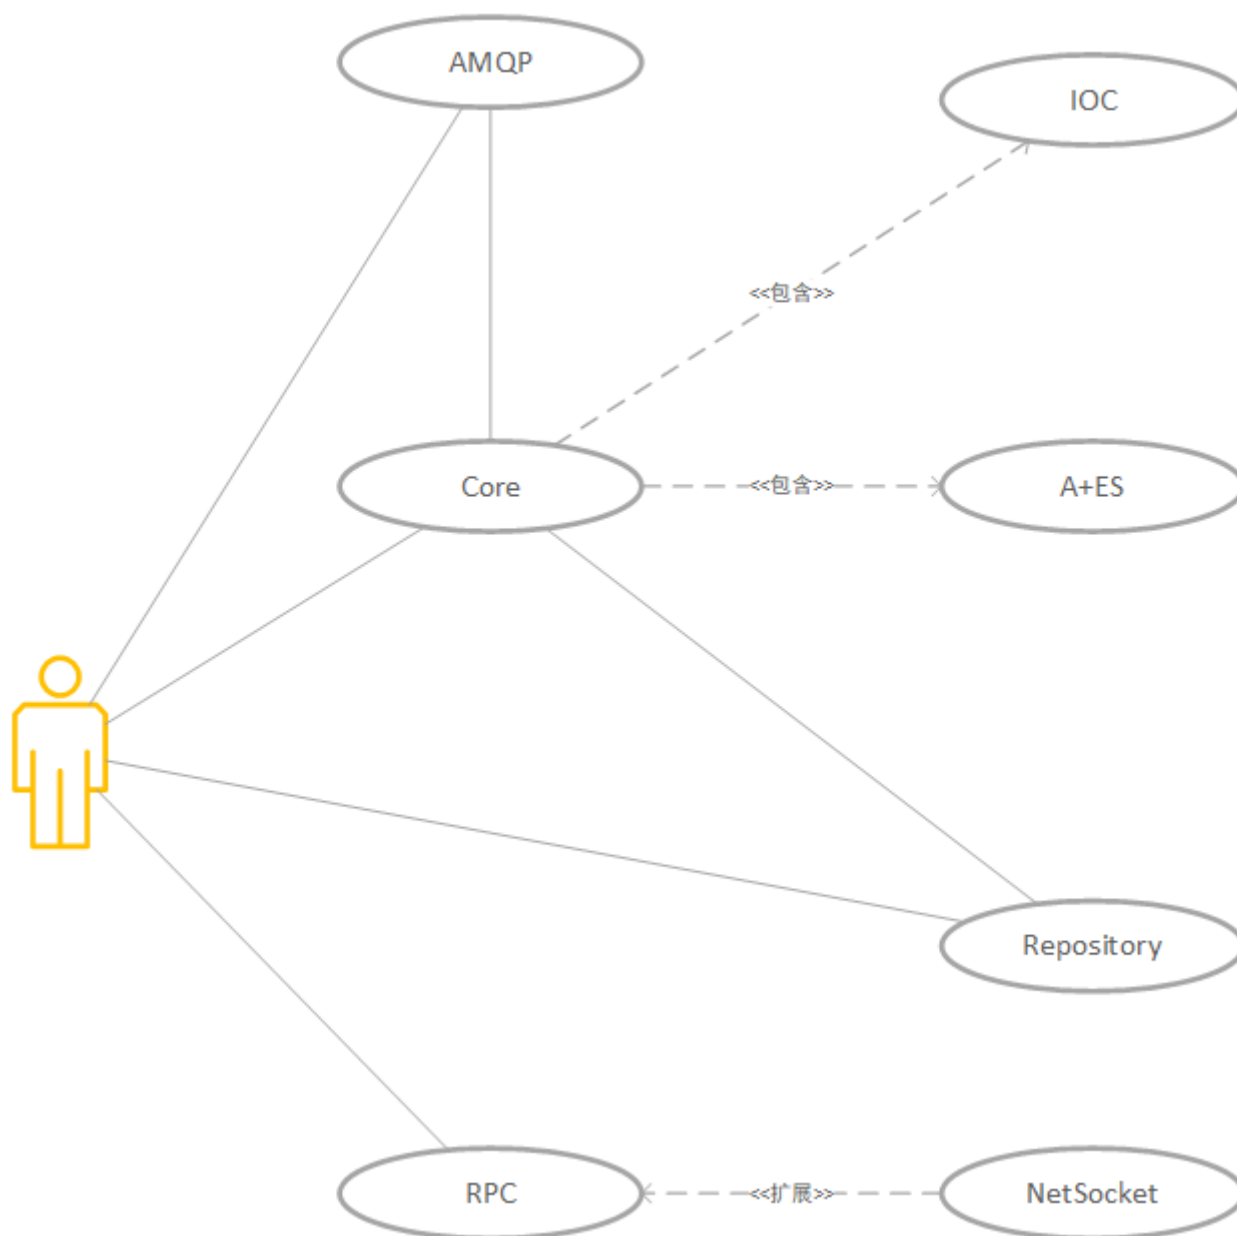 AMQP
IOC
<<包含>>
Core
<<包含>>
A+ES
Repository
RPC
<<扩展>>
NetSocket